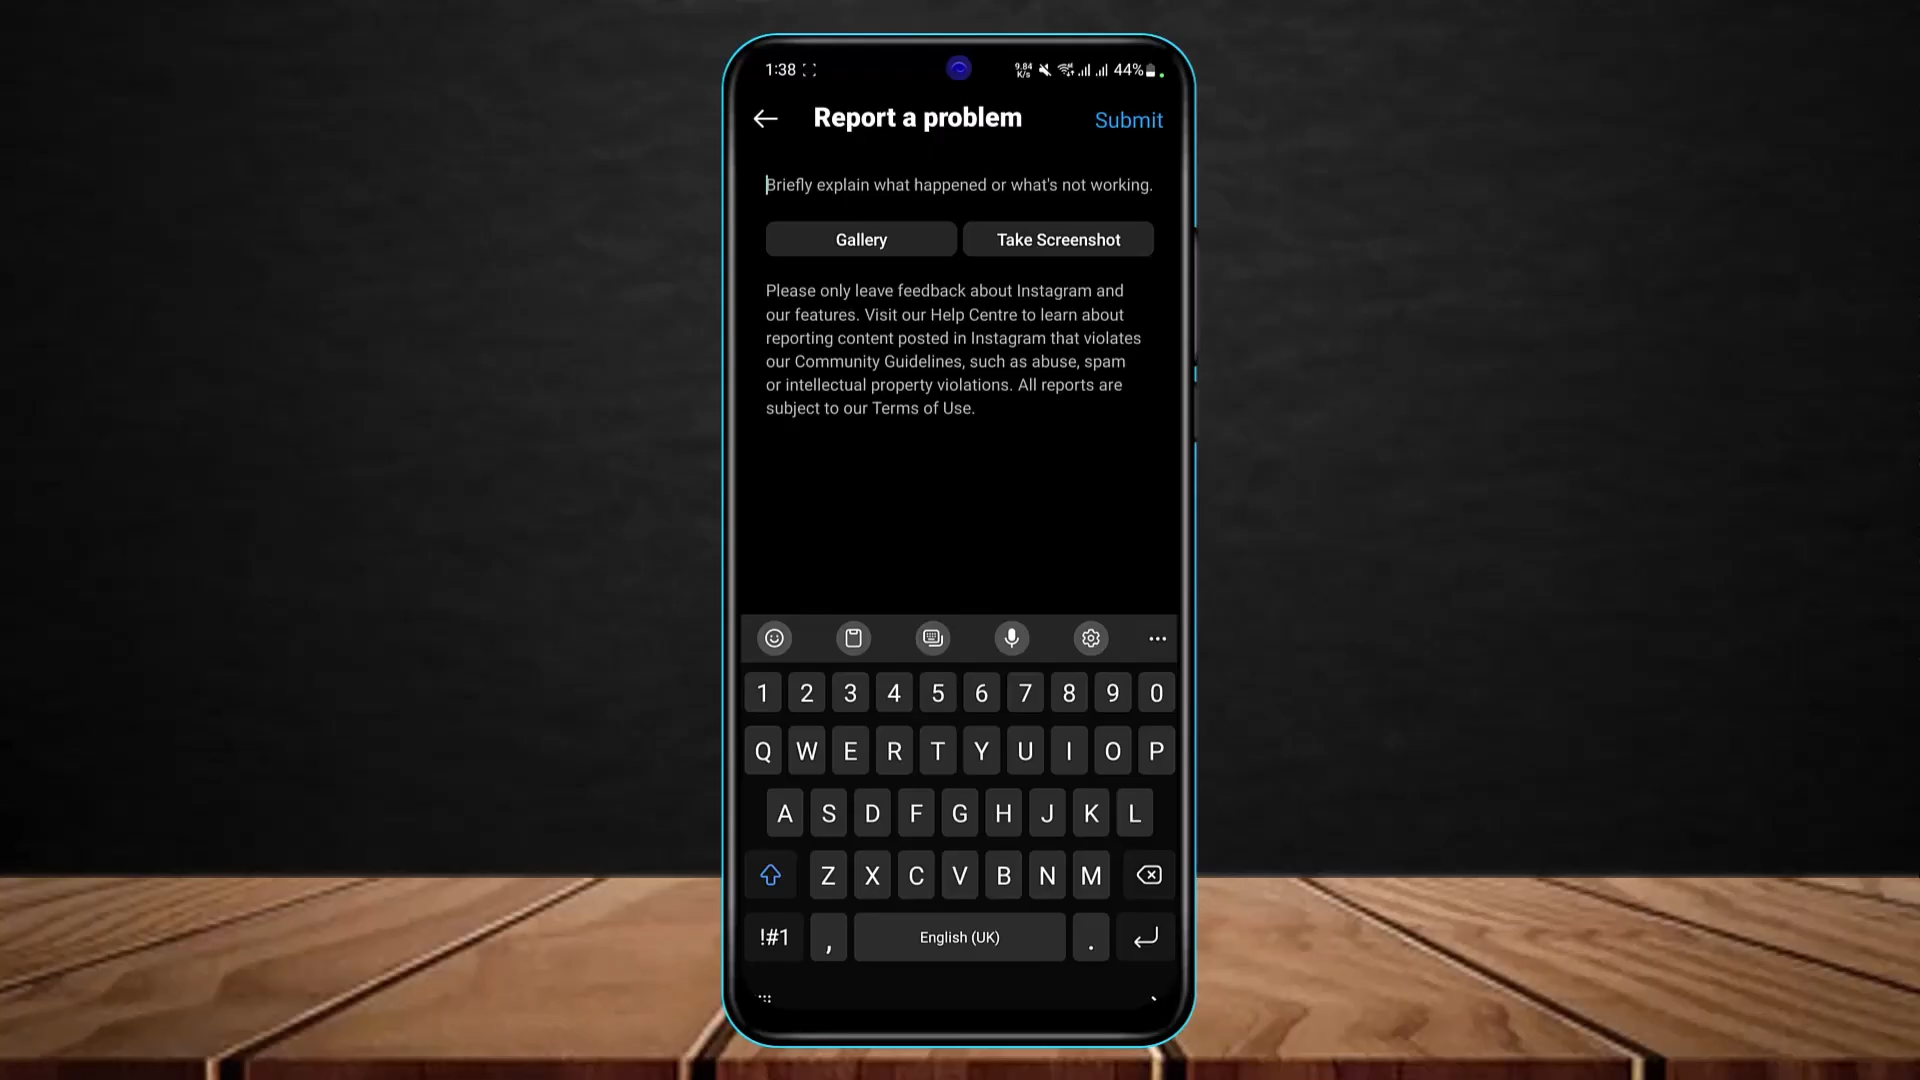 1:38
9.84 K/s
44%
Report a problem
Submit
Briefly explain what happened or what's not working.
Gallery
Take Screenshot
Please only leave feedback about Instagram and
our features. Visit our Help Centre to learn about
reporting content posted in Instagram that violates
our Community Guidelines, such as abuse, spam
or intellectual property violations. All reports are
subject to our Terms of Use.
1 2 3 4 5 6 7 8 9 0
Q W E R T Y U I O P
A S D F G H J K L
Z X C V B N M
!#1 , English (UK) .